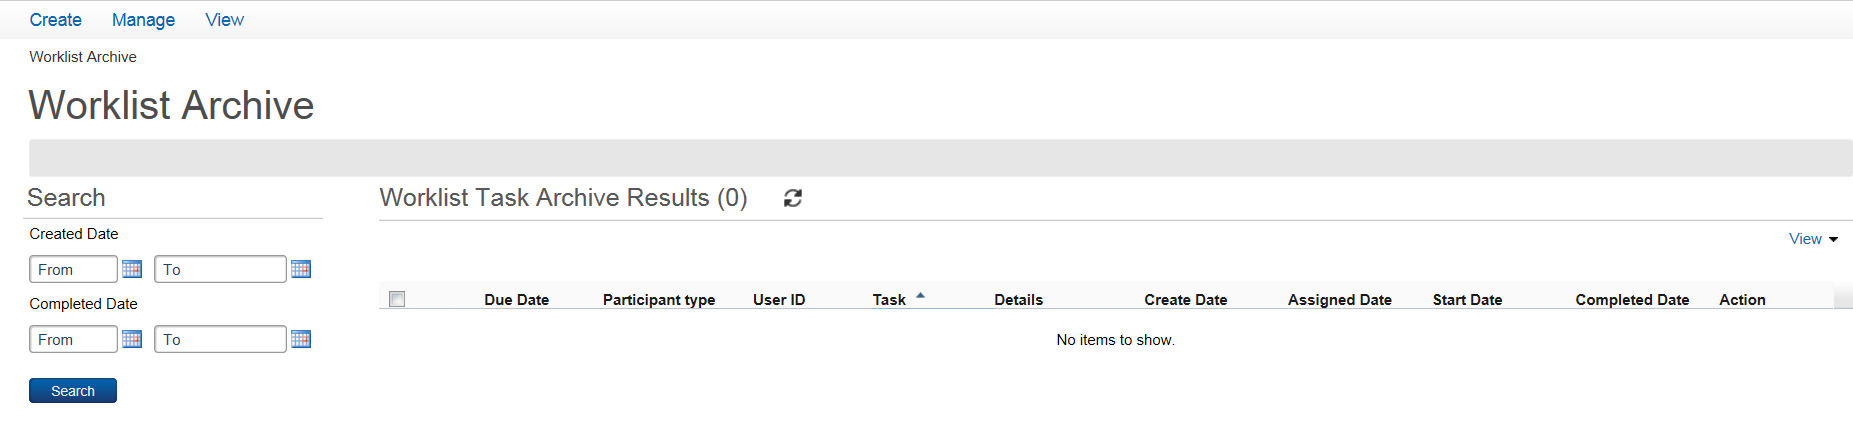 Create Manage View
Worklist Archive
Worklist Archive
Search
Created Date
From To
Completed Date
From To
Search
Worklist Task Archive Results (0)
View
Due Date Participant type User ID Task Details Create Date Assigned Date Start Date Completed Date Action
No items to show.